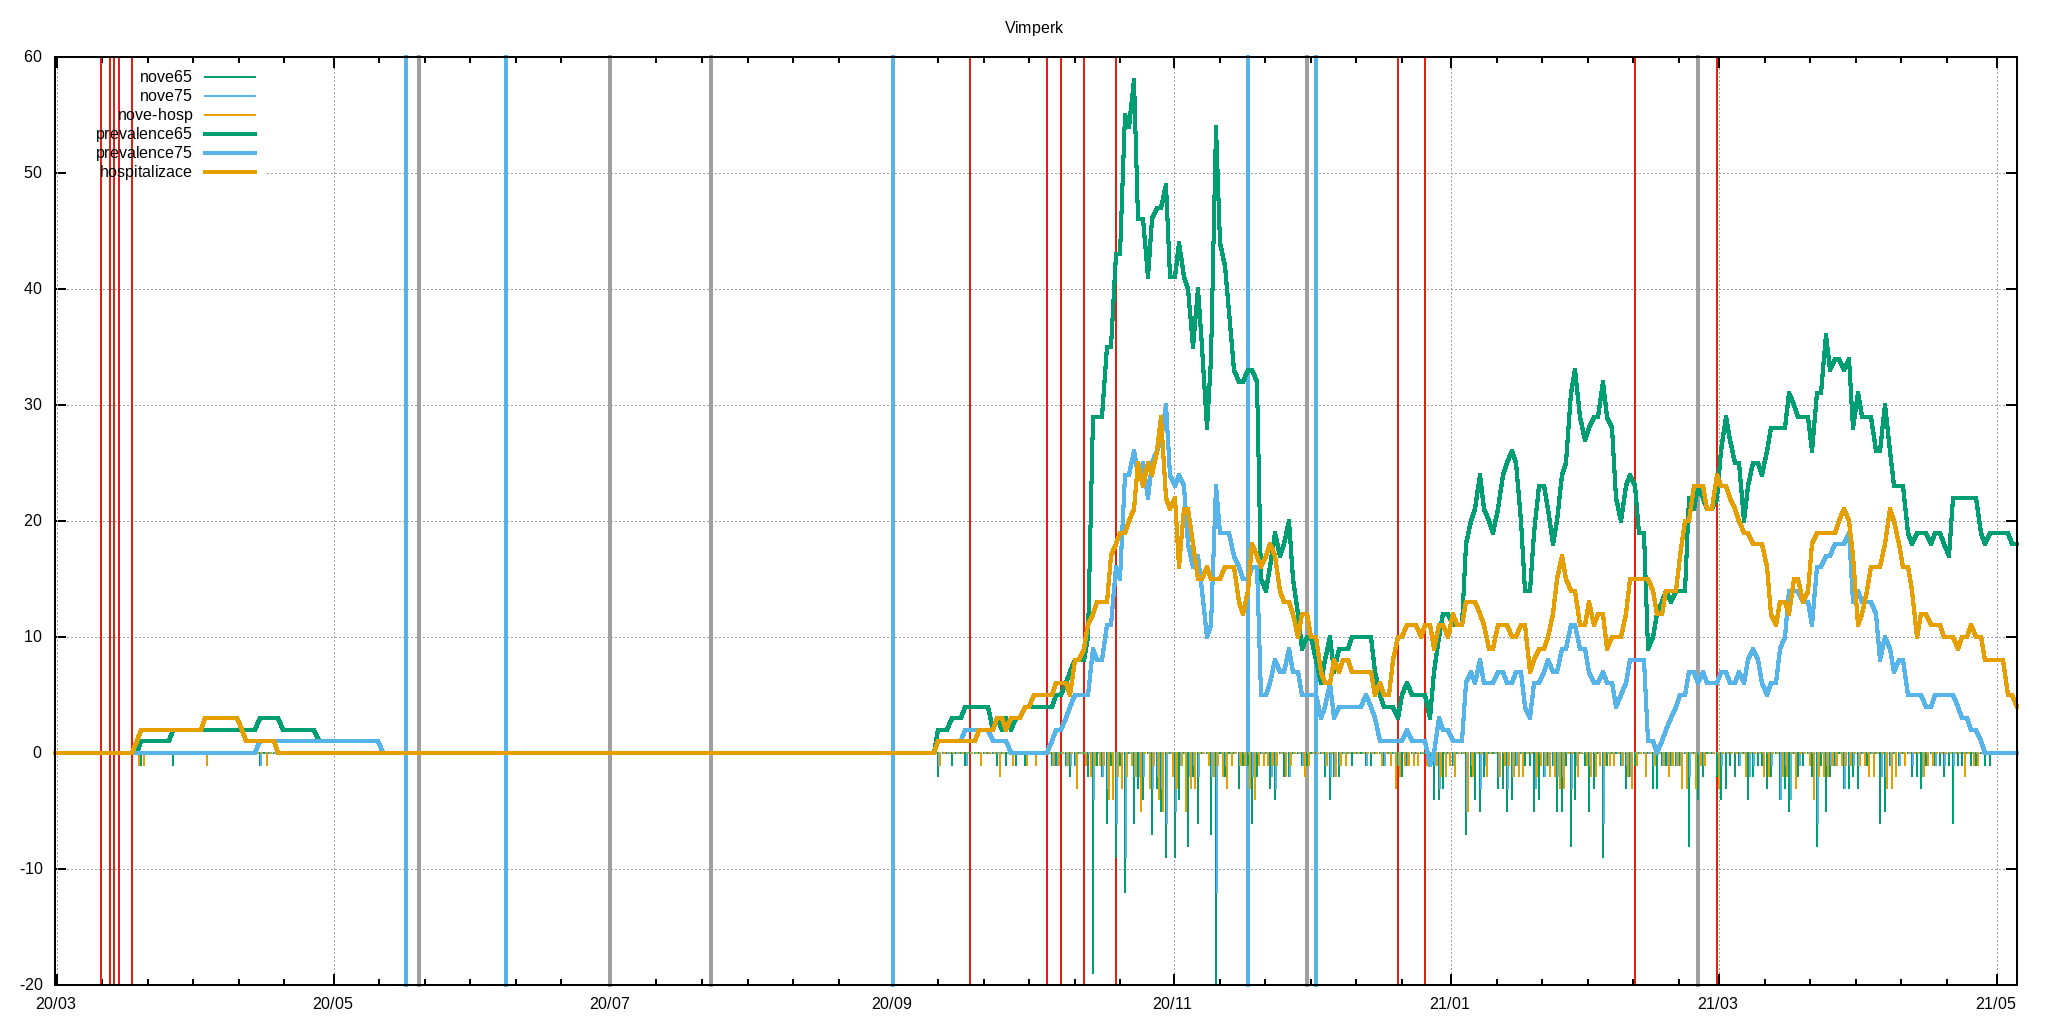 Vimperk
60
nove65
nove75
nove-hosp
prevalence65
prevalence75
hospitalizace
50
40
30
20
10
0
-10
-20
20/03 20/05 20/07 20/09 20/11 21/01 21/03 21/05